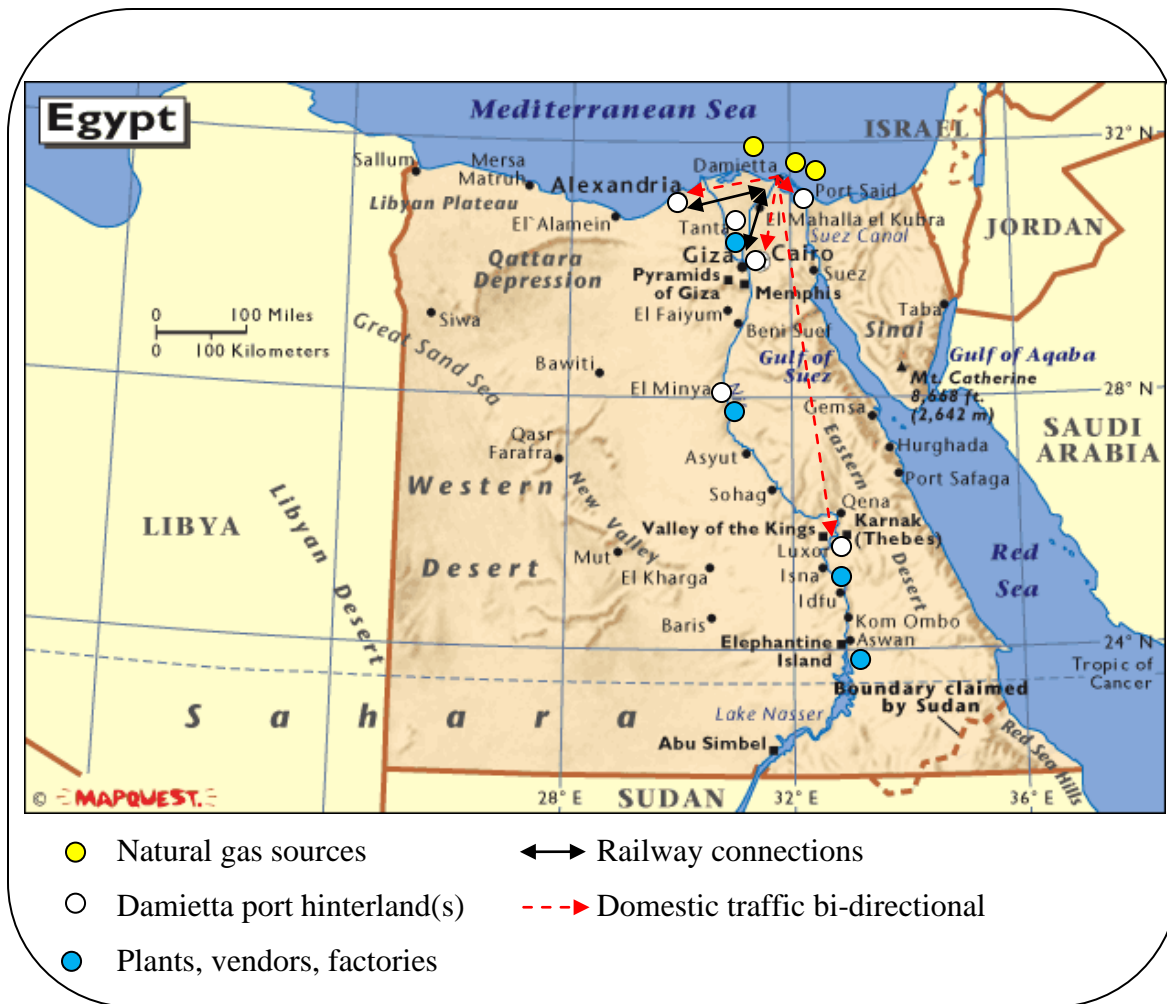 Egypt
Mediterranean Sea
ISRAEL
32° N
Sallum
Mersa
Matruh
Damietta
Alexandria
Port Said
Libyan Plateau
El`Alamein
Tanta
El Mahalla el Kubra
Suez Canal
JORDAN
Qattara
Depression
Giza
Cairo
Suez
Pyramids
of Giza
Memphis
Taba
0 100 Miles
0 100 Kilometers
Siwa
El Faiyum
Beni Suef
Sinai
Great Sand Sea
Bawiti
Gulf of
Suez
Gulf of Aqaba
Mt. Catherine
8,668 ft.
(2,642 m)
El Minya
28° N
Gemsa
SAUDI
ARABIA
Qasr
Farafra
Asyut
Eastern
Desert
Hurghada
Port Safaga
Western
Desert
New Valley
Sohag
Qena
LIBYA
Libyan Desert
Valley of the Kings
Karnak
(Thebes)
Luxor
Red
Sea
Mut
El Kharga
Isna
Idfu
Baris
Kom Ombo
Elephantine
Island
Aswan
24° N
Tropic of
Cancer
Boundary claimed
by Sudan
Sahara
Lake Nasser
Abu Simbel
Red Sea Hills
© MAPQUEST.
28° E
SUDAN
32° E
36° E
Natural gas sources
Railway connections
Damietta port hinterland(s)
Domestic traffic bi-directional
Plants, vendors, factories